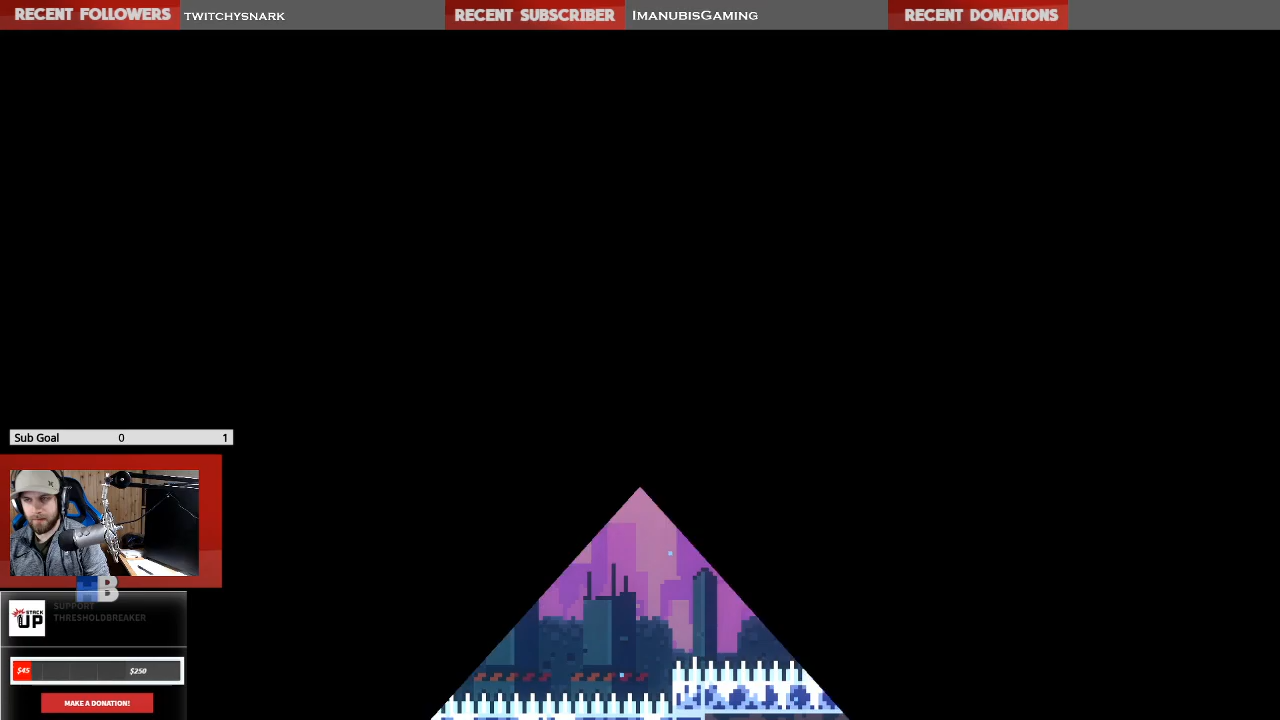 RECENT FOLLOWERS
TWITCHYSNARK
RECENT SUBSCRIBER
IMANUBISGAMING
RECENT DONATIONS
Sub Goal 0 1
HB
STACK UP
SUPPORT
THRESHOLDBREAKER
$45 $250
MAKE A DONATION!